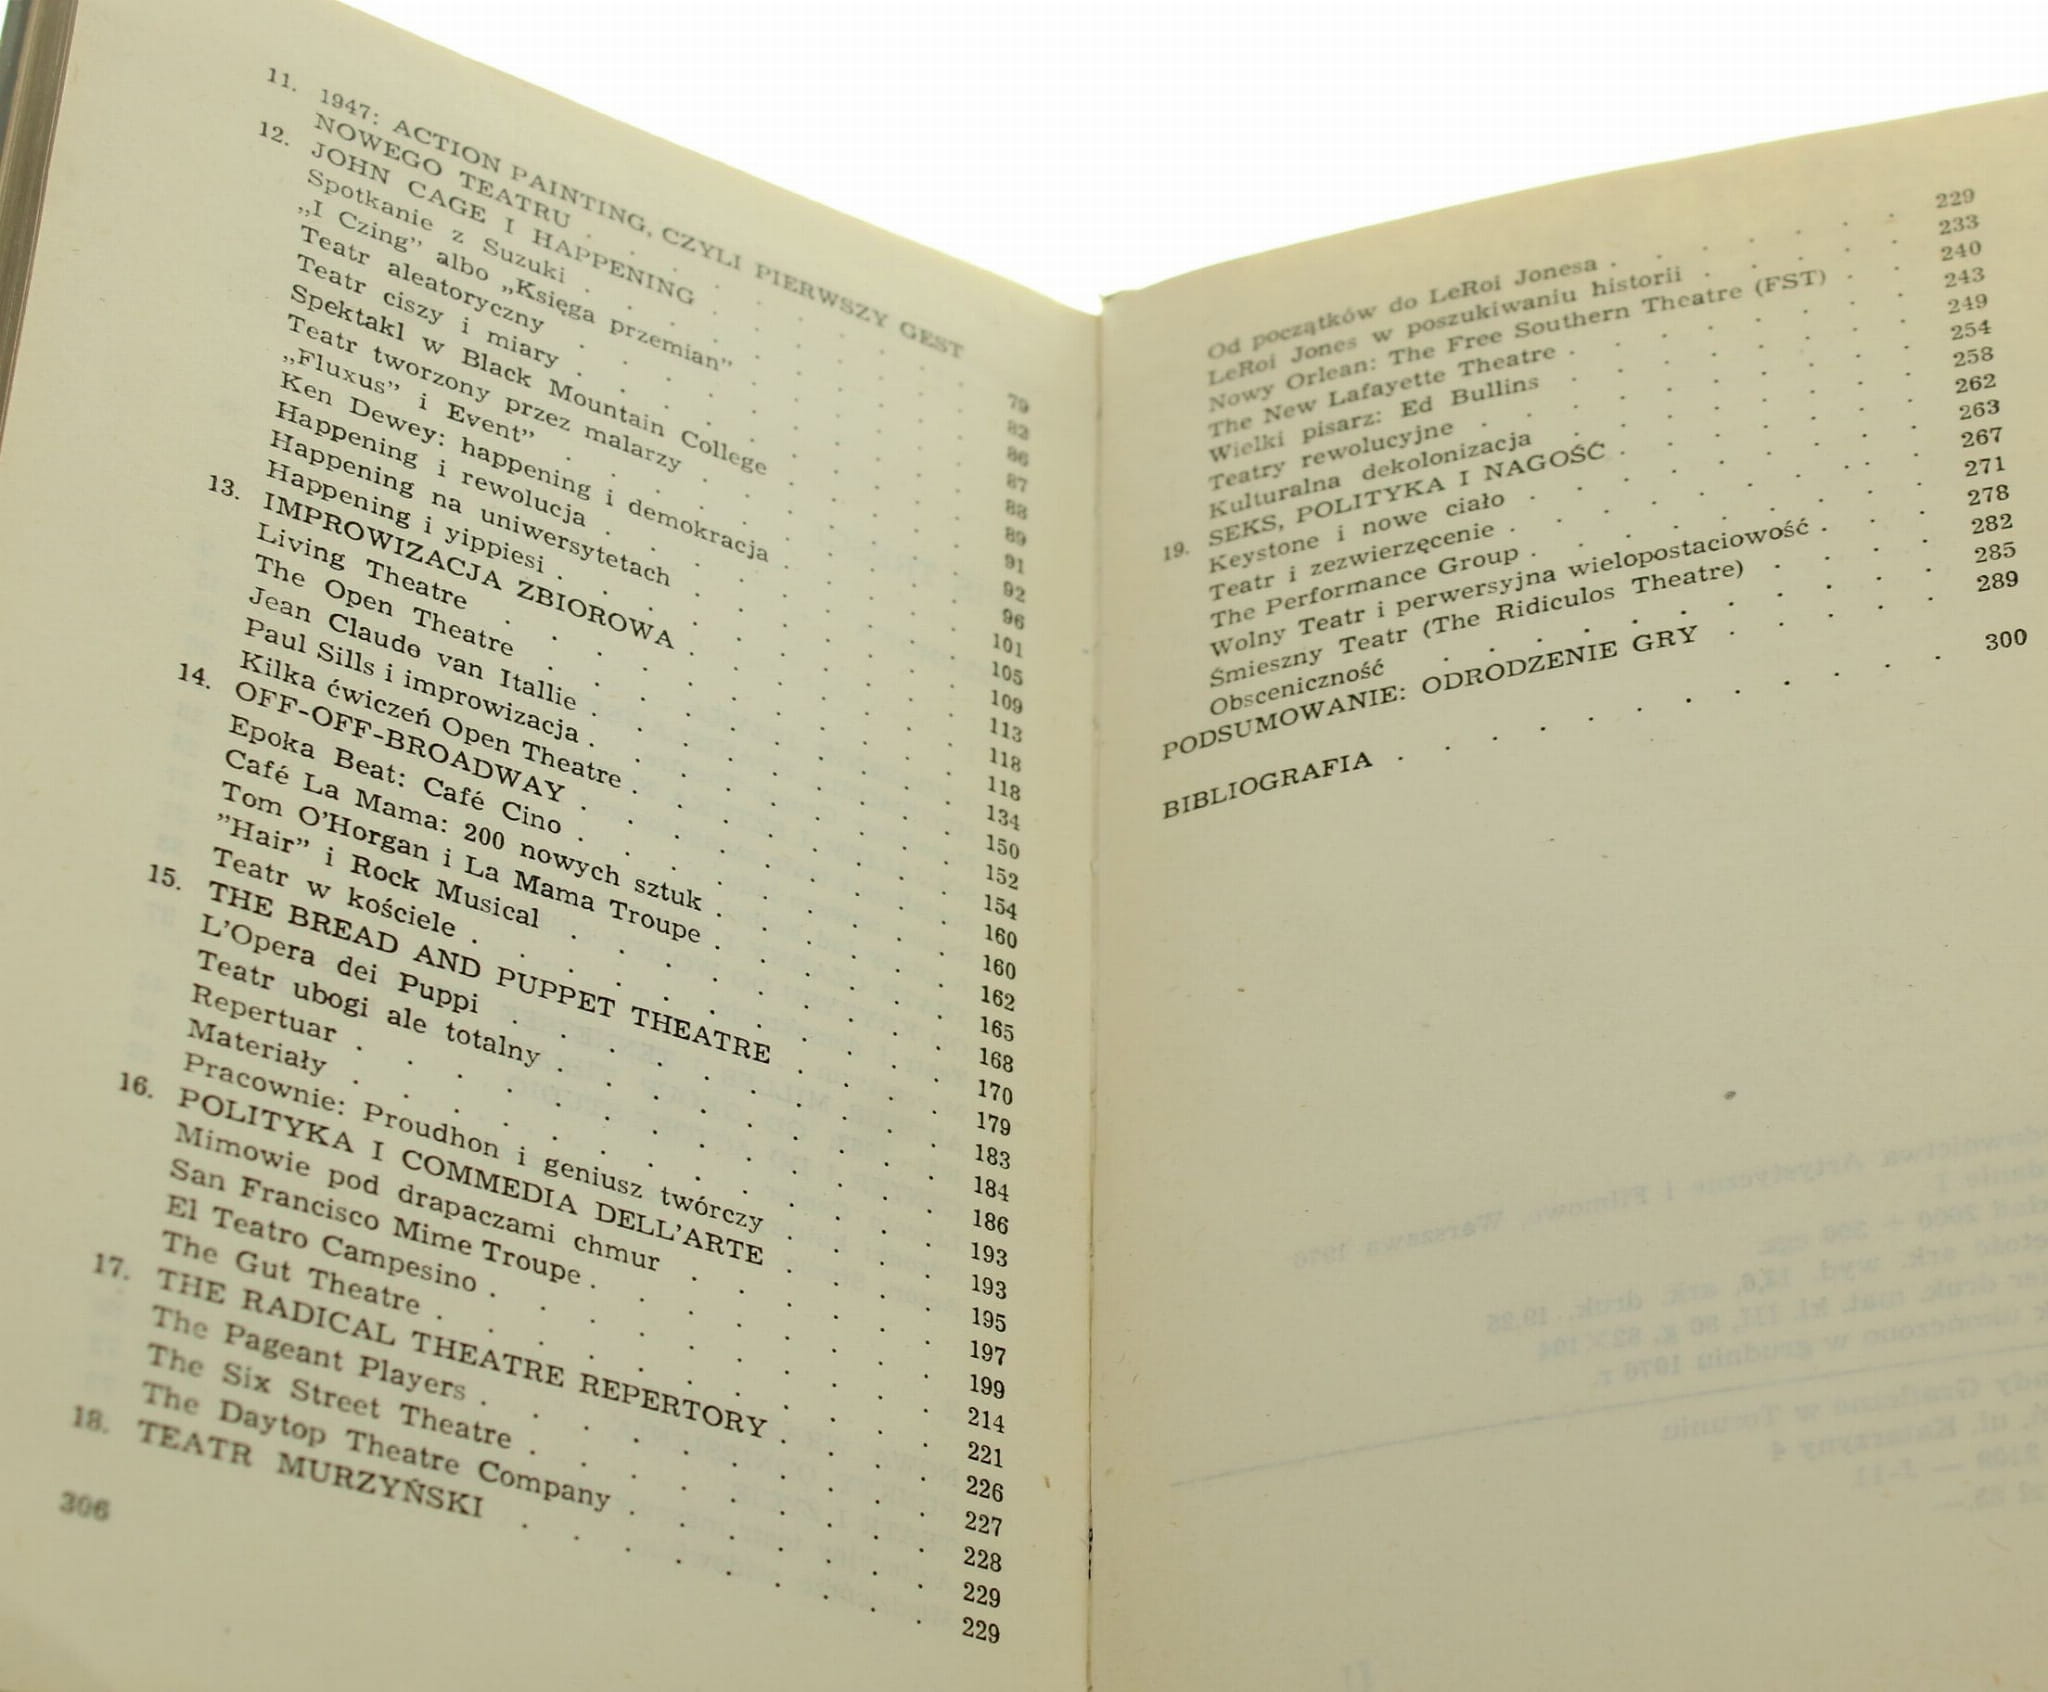 11. 1947: ACTION PAINTING, CZYLI PIERWSZY GEST
NOWEGO TEATRU . . . . . . . . 79
12. JOHN CAGE I HAPPENING . . . . . .
Spotkanie z Suzuki . . . . . . . . 86
„I Czing” albo „Księga przemian” . . . . . 87
Teatr aleatoryczny . . . . . . . . 88
Teatr ciszy i miary . . . . . . . . 89
Spektakl w Black Mountain College . . . . 91
Teatr tworzony przez malarzy . . . . . . 92
„Fluxus” i Event” . . . . . . . . 96
Ken Dewey: happening i demokracja . . . . 101
Happening i rewolucja . . . . . . . 105
Happening na uniwersytetach . . . . . . 109
Happening i yippiesi . . . . . . . . 113
13. IMPROWIZACJA ZBIOROWA . . . . . . 118
Living Theatre . . . . . . . . . 118
The Open Theatre . . . . . . . . 134
Jean Claude van Itallie . . . . . . . 150
Paul Sills i improwizacja . . . . . . . 152
Kilka ćwiczeń Open Theatre . . . . . . 154
14. OFF-OFF-BROADWAY . . . . . . . . 160
Epoka Beat: Café Cino . . . . . . . 160
Café La Mama: 200 nowych sztuk . . . . . 162
Tom O’Horgan i La Mama Troupe . . . . . 165
”Hair” i Rock Musical . . . . . . . 168
Teatr w kościele . . . . . . . . . 170
15. THE BREAD AND PUPPET THEATRE . . . . 179
L’Opera dei Puppi . . . . . . . . 183
Teatr ubogi ale totalny . . . . . . . 184
Repertuar . . . . . . . . . . . 186
Materiały . . . . . . . . . . . 193
Pracownie: Proudhon i geniusz twórczy . . . . 193
16. POLITYKA I COMMEDIA DELL’ARTE . . . . 195
Mimowie pod drapaczami chmur . . . . . 197
San Francisco Mime Troupe . . . . . . . 199
El Teatro Campesino . . . . . . . . 214
The Gut Theatre . . . . . . . . . 221
17. THE RADICAL THEATRE REPERTORY . . . . 226
The Pageant Players . . . . . . . . 227
The Six Street Theatre . . . . . . . 228
The Daytop Theatre Company . . . . . . 229
18. TEATR MURZYŃSKI . . . . . . . . 229
306
Od początków do LeRoi Jonesa . . . . . . 229
LeRoi Jones w poszukiwaniu historii . . . . 233
Nowy Orlean: The Free Southern Theatre (FST) . . 240
The New Lafayette Theatre . . . . . . . 243
Wielki pisarz: Ed Bullins . . . . . . . 249
Teatry rewolucyjne . . . . . . . . 254
Kulturalna dekolonizacja . . . . . . . 258
19. SEKS, POLITYKA I NAGOŚĆ . . . . . . 262
Keystone i nowe ciało . . . . . . . 263
Teatr i zezwierzęcenie . . . . . . . 267
The Performance Group . . . . . . . 271
Wolny Teatr i perwersyjna wielopostaciowość . . 278
Śmieszny Teatr (The Ridiculos Theatre) . . . 282
Obsceniczność . . . . . . . . . 285
PODSUMOWANIE: ODRODZENIE GRY . . . . . 289
BIBLIOGRAFIA . . . . . . . . . . . 300